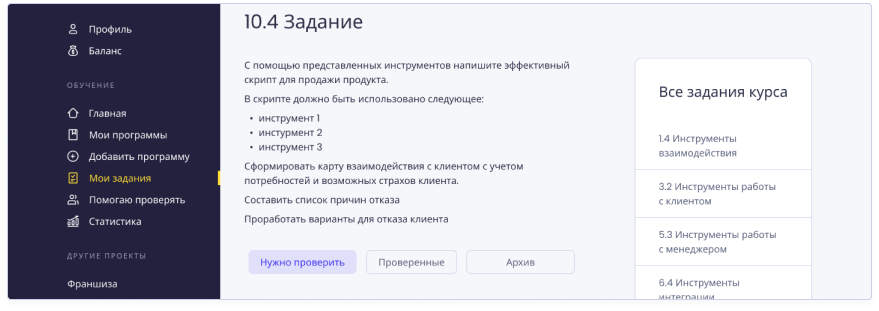 Профиль
Баланс
ОБУЧЕНИЕ
Главная
Мои программы
Добавить программу
Мои задания
Помогаю проверять
Статистика
ДРУГИЕ ПРОЕКТЫ
Франшиза
10.4 Задание
С помощью представленных инструментов напишите эффективный
скрипт для продажи продукта.
В скрипте должно быть использовано следующее:
• инструмент 1
• инстурмент 2
• инструмент 3
Сформировать карту взаимодействия с клиентом с учетом
потребностей и возможных страхов клиента.
Составить список причин отказа
Проработать варианты для отказа клиента
Нужно проверить
Проверенные
Архив
Все задания курса
1.4 Инструменты
взаимодействия
3.2 Инструменты работы
с клиентом
5.3 Инструменты работы
с менеджером
6.4 Инструменты
интеграции